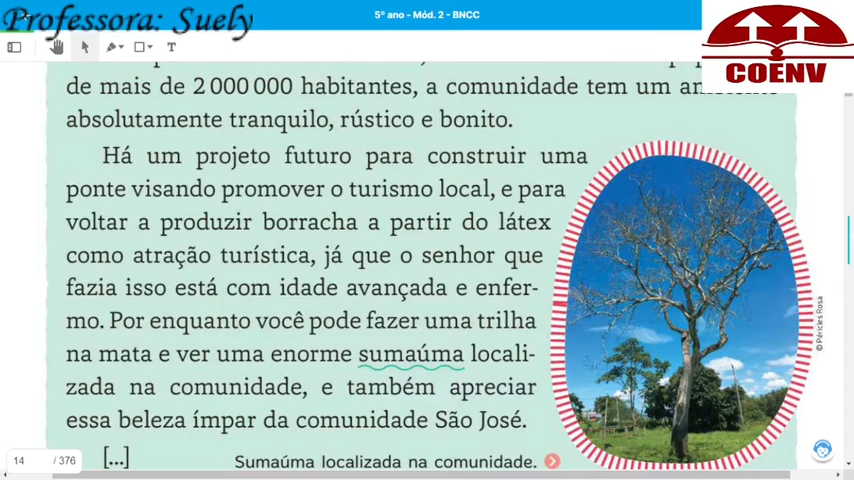 Professora: Suely
5º ano - Mód. 2 - BNCC
COENV
T
de mais de 2 000 000 habitantes, a comunidade tem um
absolutamente tranquilo, rústico e bonito.
Há um projeto futuro para construir uma
ponte visando promover o turismo local, e para
voltar a produzir borracha a partir do látex
como atração turística, já que o senhor que
fazia isso está com idade avançada e enfer-
mo. Por enquanto você pode fazer uma trilha
na mata e ver uma enorme sumaúma locali-
zada na comunidade, e também apreciar
essa beleza ímpar da comunidade São José.
[...]
Sumaúma localizada na comunidade.
© Péricles Rosa
14 / 376